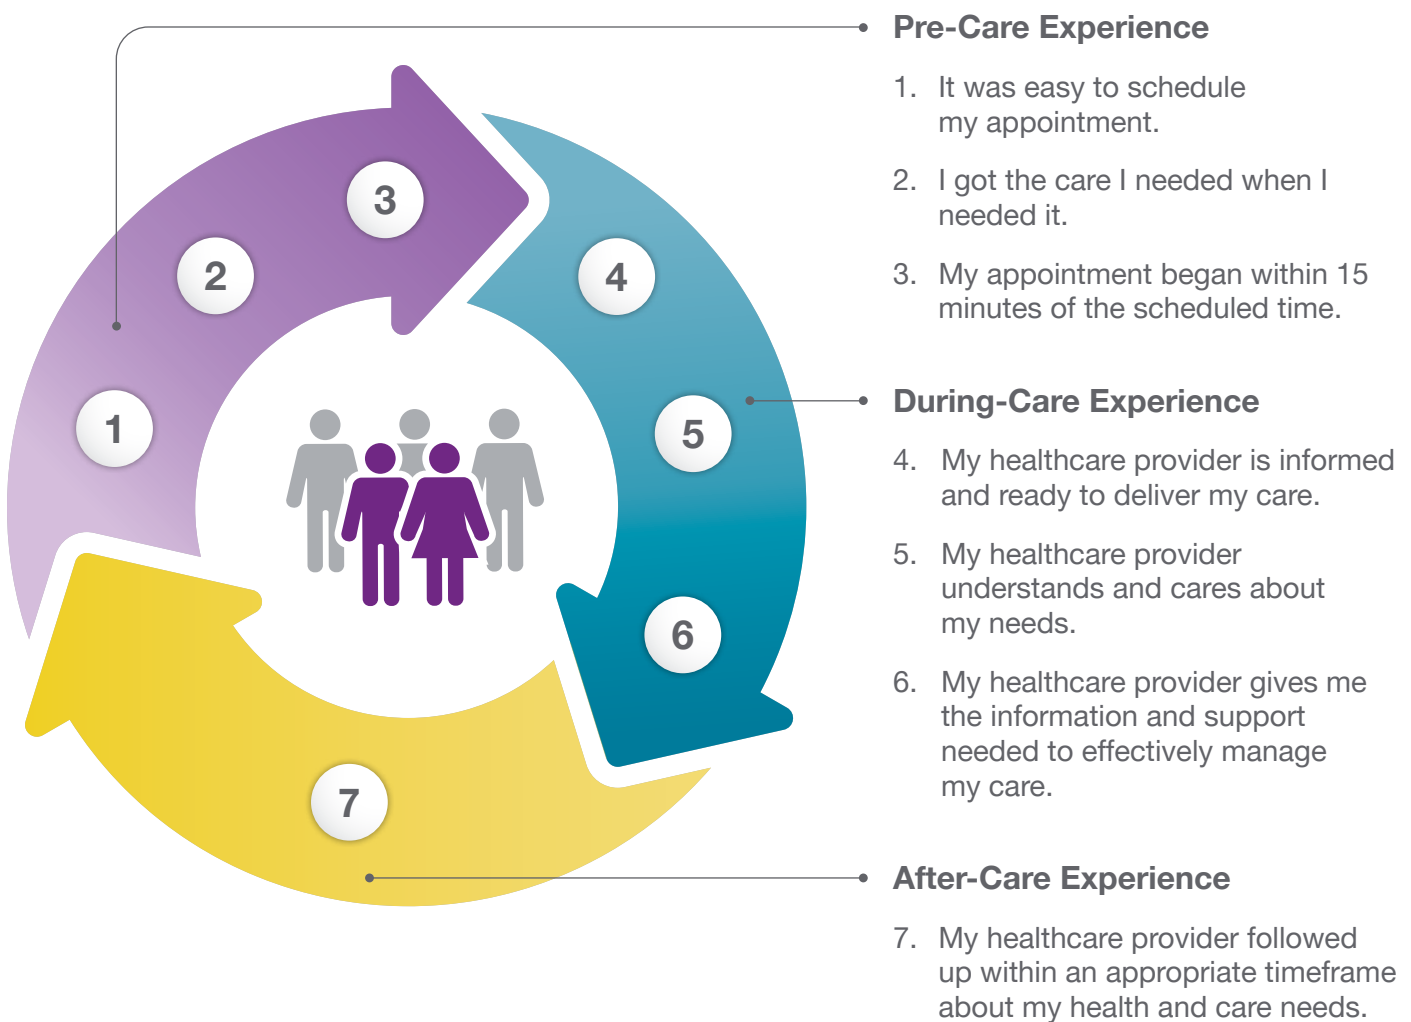 Pre-Care Experience
1. It was easy to schedule
my appointment.
2. I got the care I needed when I
needed it.
3. My appointment began within 15
minutes of the scheduled time.
During-Care Experience
4. My healthcare provider is informed
and ready to deliver my care.
5. My healthcare provider
understands and cares about
my needs.
6. My healthcare provider gives me
the information and support
needed to effectively manage
my care.
After-Care Experience
7. My healthcare provider followed
up within an appropriate timeframe
about my health and care needs.
1
2
3
4
5
6
7